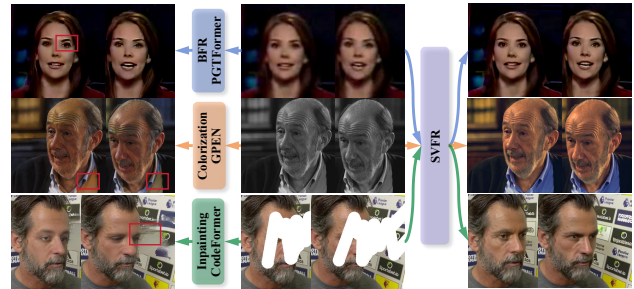 BFR
PGTFormer
Colorization
GPEN
Inpainting
CodeFormer
SVFR